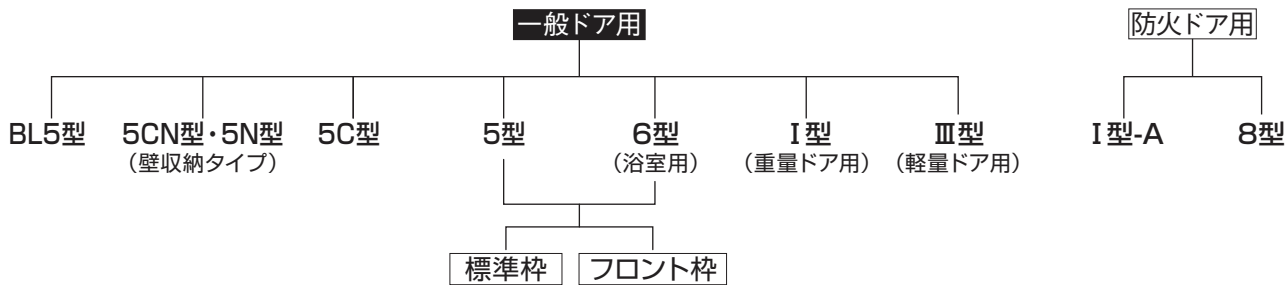 一般ドア用
防火ドア用
BL5型
5CN型・5N型
(壁収納タイプ)
5C型
5型
6型
(浴室用)
Ⅰ型
(重量ドア用)
Ⅲ型
(軽量ドア用)
Ⅰ型-A
8型
標準枠
フロント枠